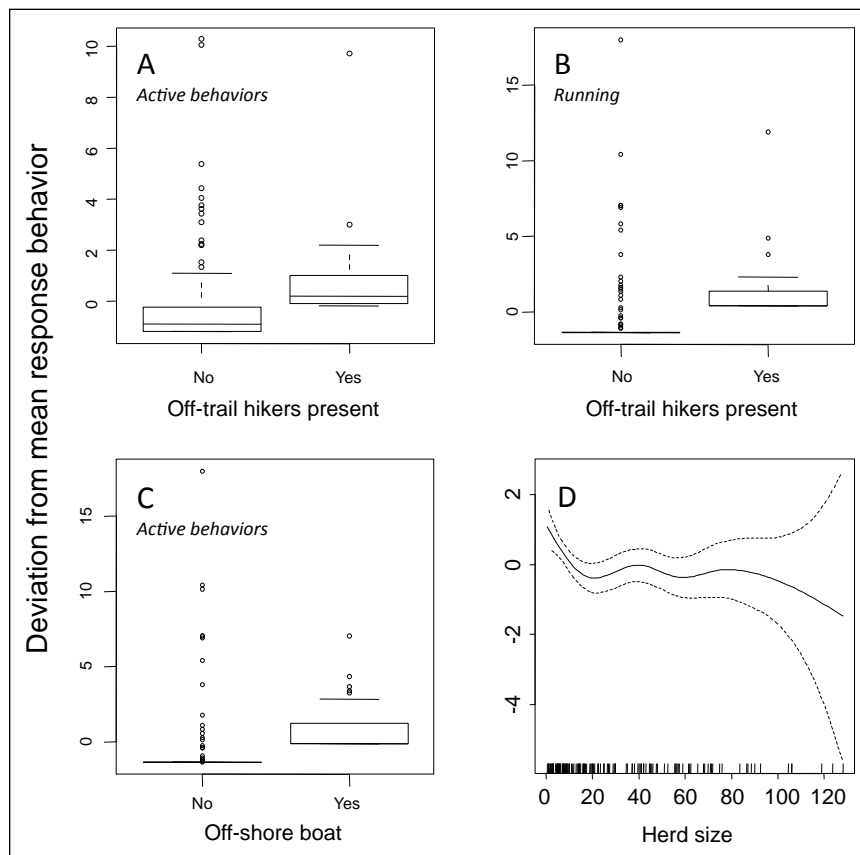 Deviation from mean response behavior
A
Active behaviors
10
8
6
4
2
0
No Yes
Off-trail hikers present
B
Running
15
10
5
0
No Yes
Off-trail hikers present
C
Active behaviors
15
10
5
0
No Yes
Off-shore boat
D
2
0
-2
-4
0 20 40 60 80 100 120
Herd size